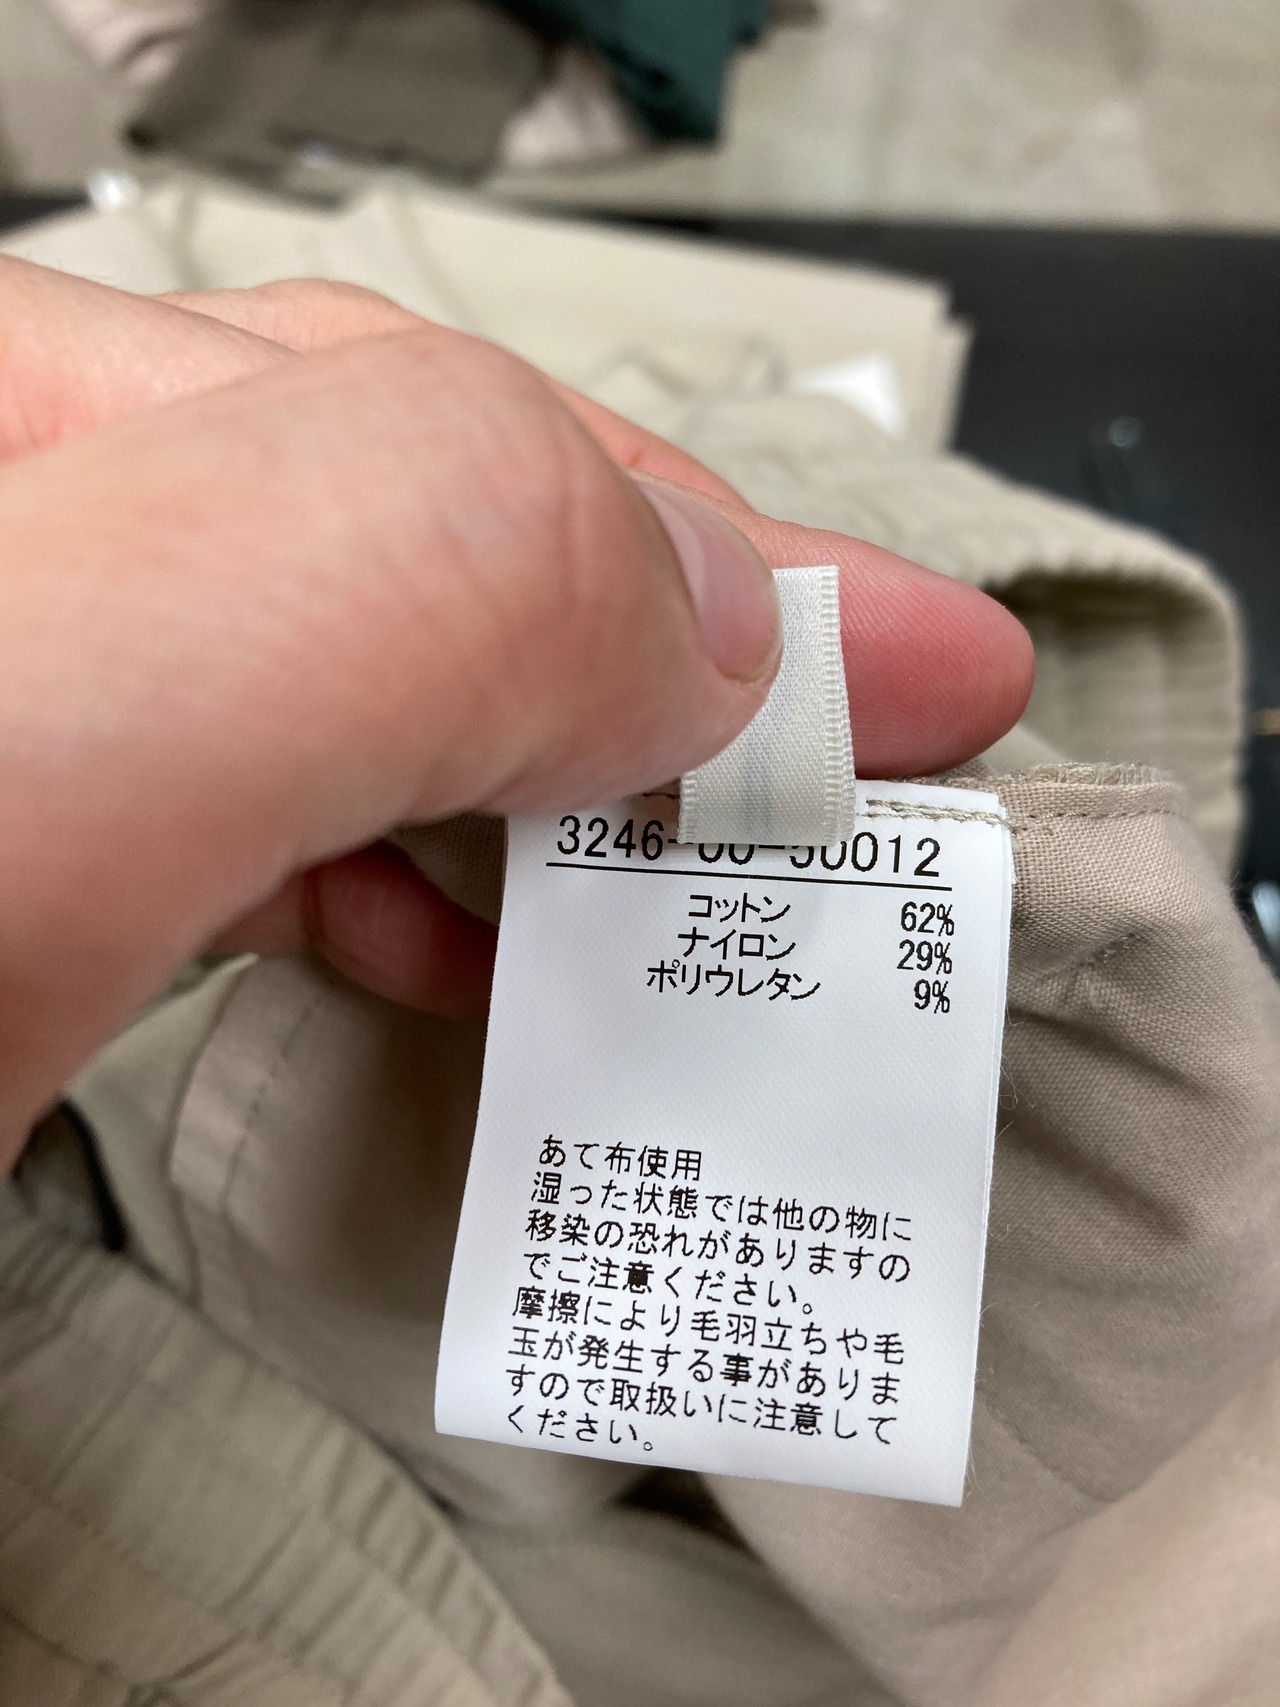 3246-00-50012
コットン 62%
ナイロン 29%
ポリウレタン 9%
あて布使用
湿った状態では他の物に
移染の恐れがありますの
でご注意ください。
摩擦により毛羽立ちや毛
玉が発生する事がありま
すので取扱いに注意して
ください。